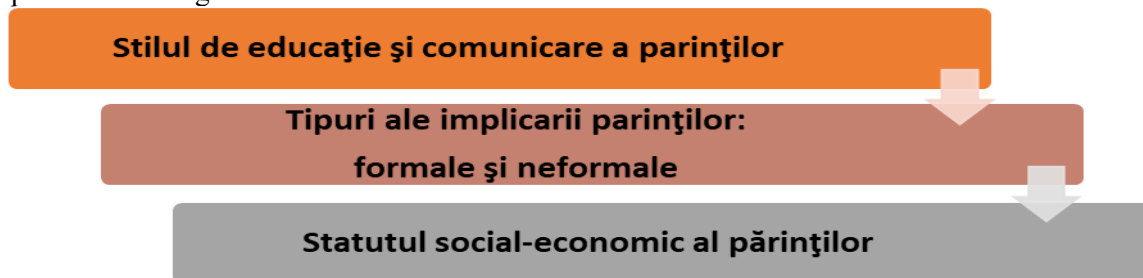 Stilul de educaţie şi comunicare a parinţilor
Tipuri ale implicarii parinţilor:
formale şi neformale
Statutul social-economic al părinţilor